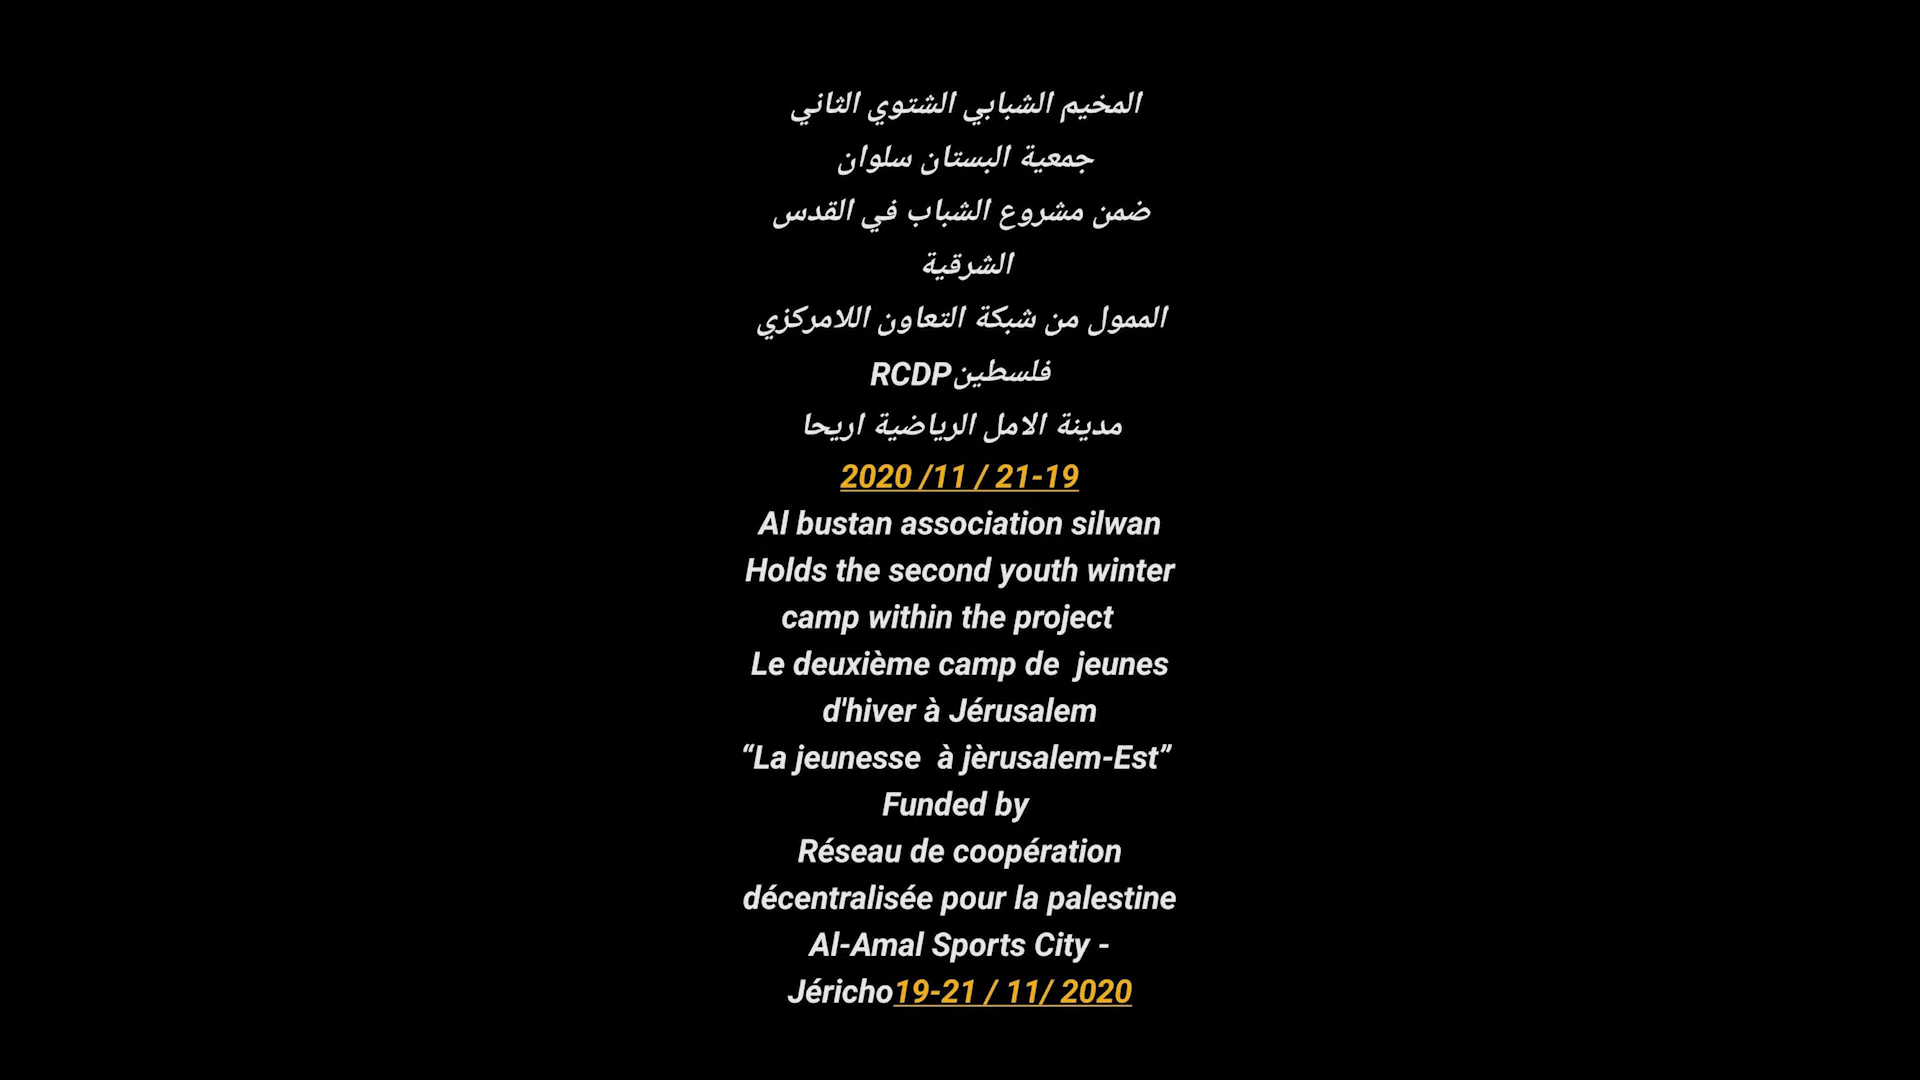 المخيم الشبابي الشتوي الثاني
جمعية البستان سلوان
ضمن مشروع الشباب في القدس
الشرقية
الممول من شبكة التعاون اللامركزي
فلسطينRCDP
مدينة الامل الرياضية اريحا
2020 /11 / 21-19
Al bustan association silwan
Holds the second youth winter
camp within the project
Le deuxième camp de  jeunes
d'hiver à Jérusalem
“La jeunesse  à jèrusalem-Est”
Funded by
Réseau de coopération
décentralisée pour la palestine
Al-Amal Sports City -
Jéricho19-21 / 11/ 2020